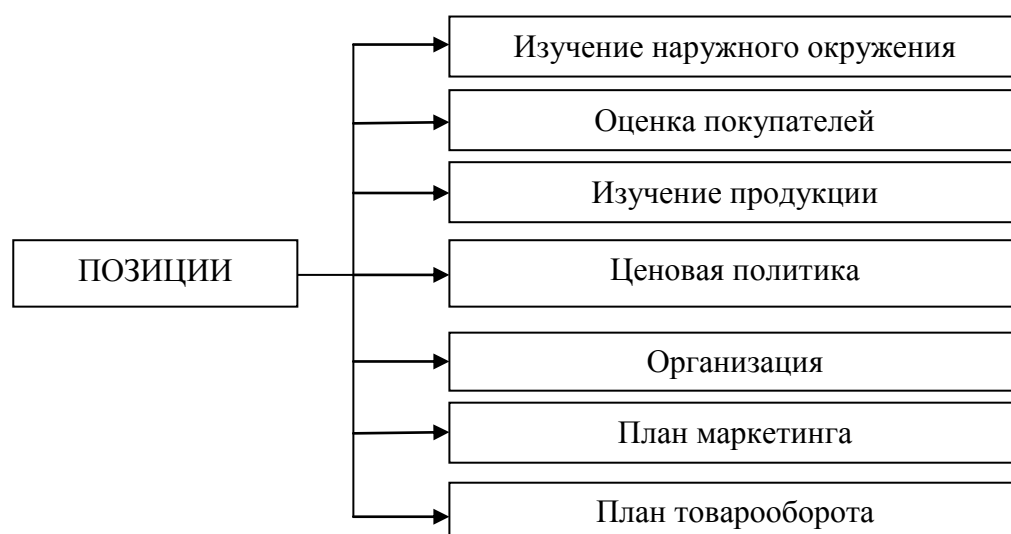 Изучение наружного окружения
Оценка покупателей
Изучение продукции
ПОЗИЦИИ
Ценовая политика
Организация
План маркетинга
План товарооборота